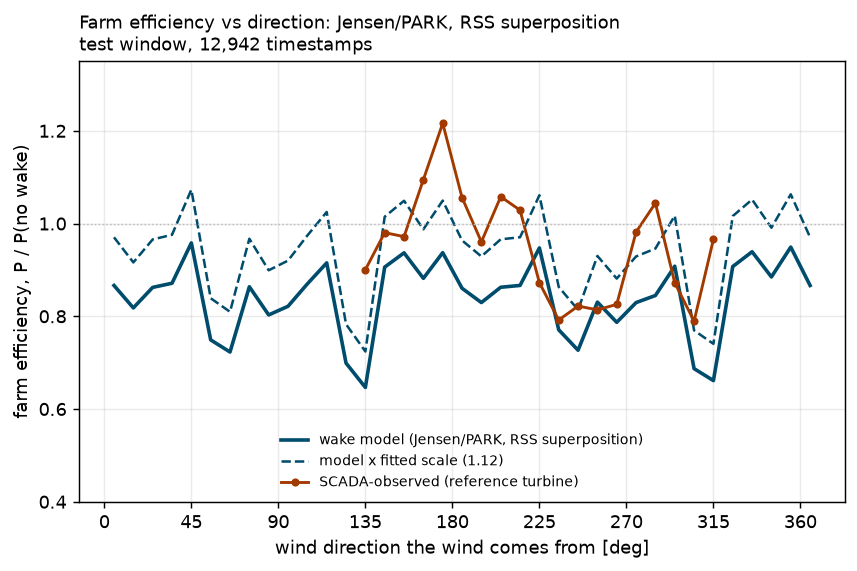 Farm efficiency vs direction: Jensen/PARK, RSS superposition
test window, 12,942 timestamps
farm efficiency, P / P(no wake)
1.2
1.0
0.8
0.6
0.4
wake model (Jensen/PARK, RSS superposition)
model x fitted scale (1.12)
SCADA-observed (reference turbine)
0 45 90 135 180 225 270 315 360
wind direction the wind comes from [deg]